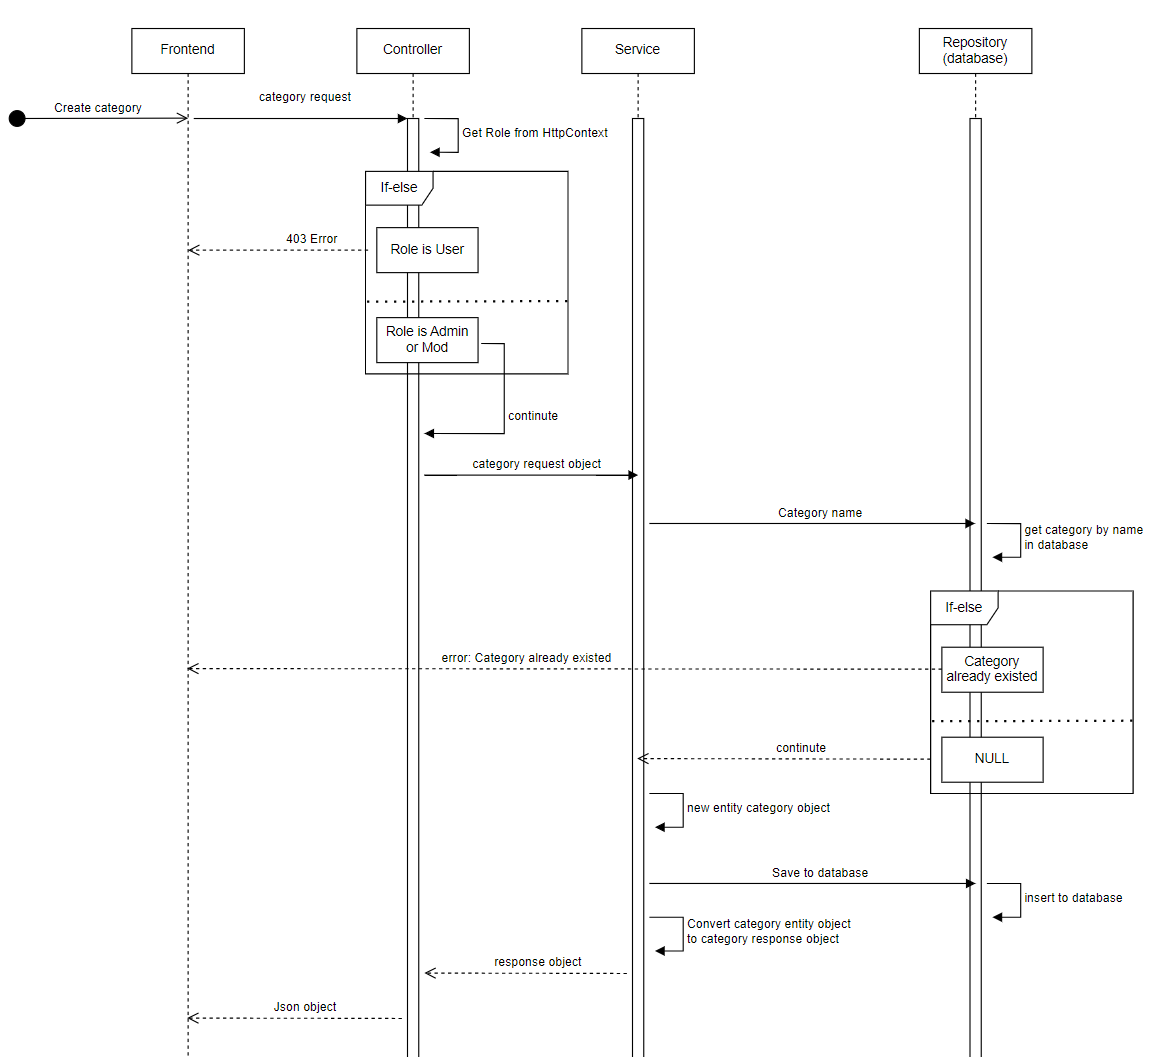 Frontend
Controller
Service
Repository
(database)
Create category
category request
Get Role from HttpContext
If-else
403 Error
Role is User
Role is Admin
or Mod
continute
category request object
Category name
get category by name
in database
If-else
error: Category already existed
Category
already existed
continute
NULL
new entity category object
Save to database
insert to database
Convert category entity object
to category response object
response object
Json object